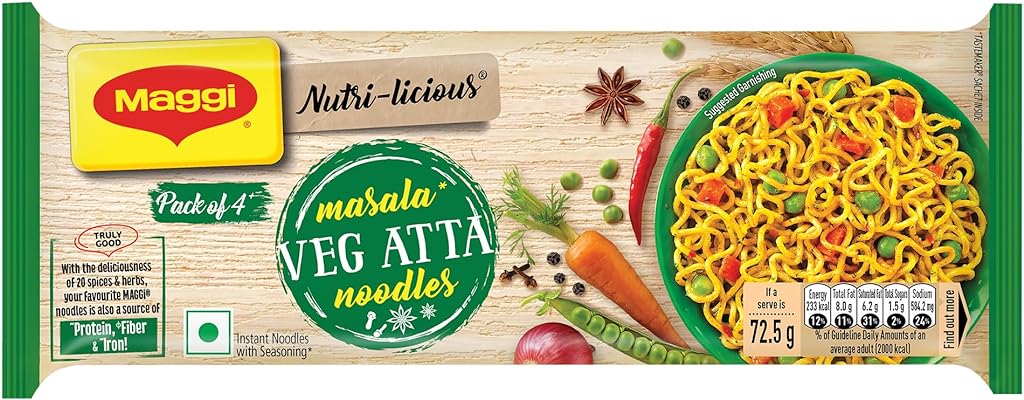 Maggi
®
Nutri-licious®
Pack of 4+
masala*
VEG ATTA
noodles
TRULY
GOOD
With the deliciousness
of 20 spices & herbs,
your favourite MAGGI®
noodles is also a source of
Protein, Fiber
& Iron!
Instant Noodles
with Seasoning*
Suggested Garnishing
*TASTEMAKER® SACHET INSIDE
If a
serve is
72.5 g
Energy 233 kcal 12%
Total Fat 8.0 g 11%
Saturated Fat 6.2 g 31%
Total Sugars 1.5 g 2%
Sodium 584.2 mg 24%
% of Guideline Daily Amounts of an
average adult (2000 kcal)
Find out more